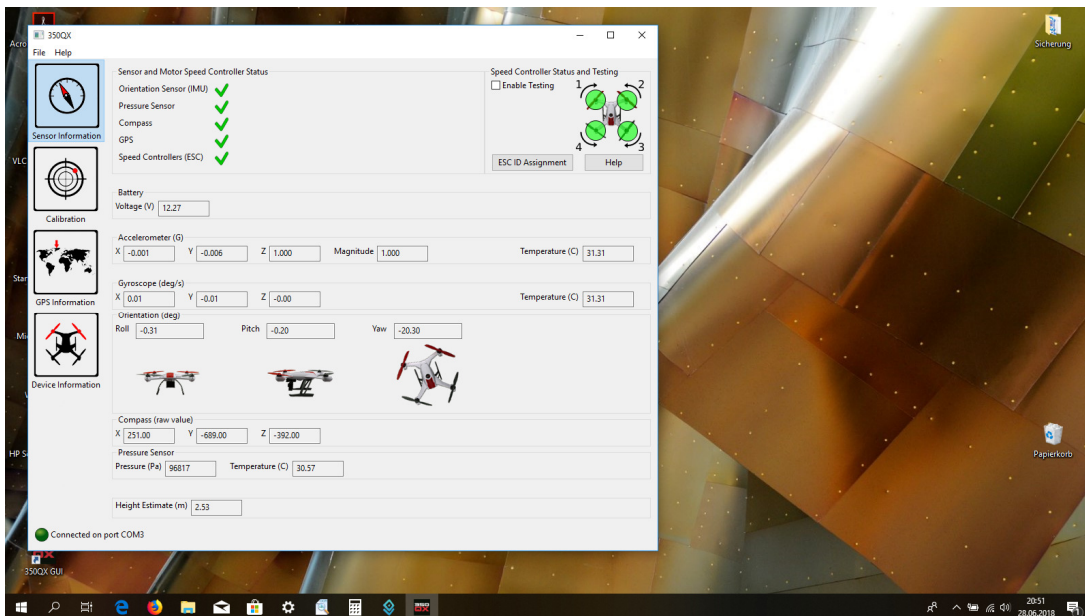 Acro
350QX
Sicherung
File Help
Sensor and Motor Speed Controller Status
Speed Controller Status and Testing
Orientation Sensor (IMU)
Enable Testing
1
2
Pressure Sensor
Compass
Sensor Information
GPS
4
3
Speed Controllers (ESC)
ESC ID Assignment
Help
VLC
Battery
Voltage (V) 12.27
Calibration
Accelerometer (G)
X -0.001 Y -0.006 Z 1.000 Magnitude 1.000 Temperature (C) 31.31
Star
Gyroscope (deg/s)
X 0.01 Y -0.01 Z -0.00 Temperature (C) 31.31
GPS Information
Orientation (deg)
Roll -0.31 Pitch -0.20 Yaw -20.30
Mi
Device Information
Compass (raw value)
X 251.00 Y -689.00 Z -392.00
Pressure Sensor
HP S
Papierkorb
Pressure (Pa) 96817 Temperature (C) 30.57
Height Estimate (m) 2.53
Connected on port COM3
350QX GUI
20:51
28.06.2018